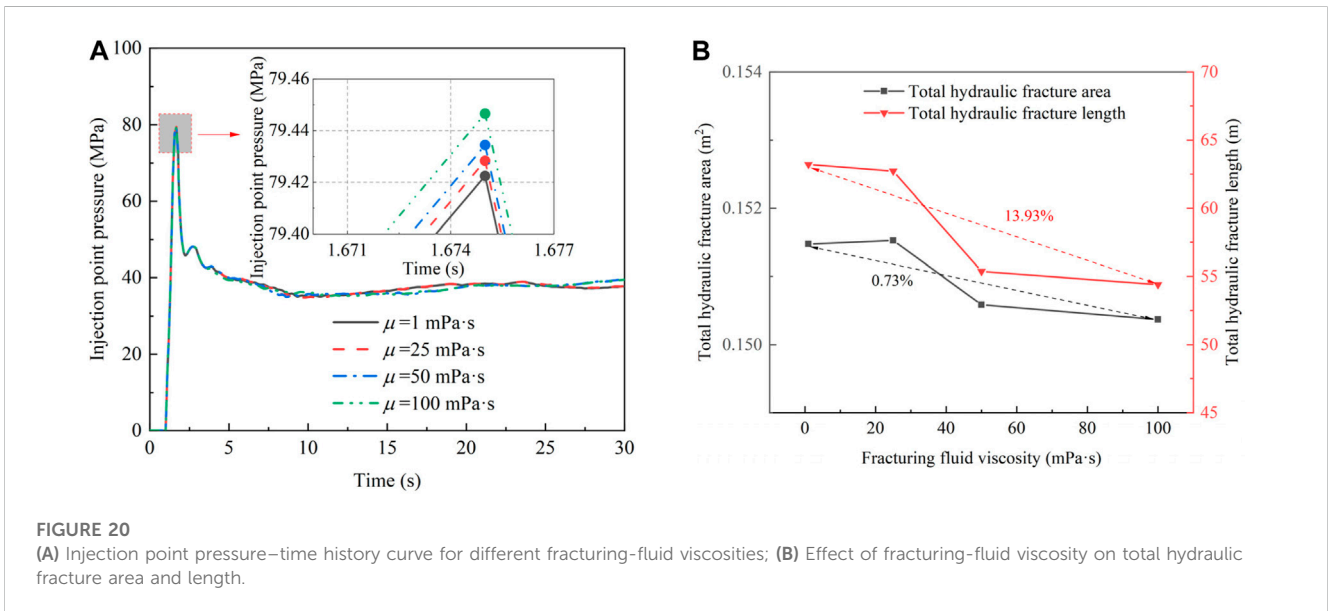 A
Injection point pressure (MPa)
100
80
60
40
20
0
0
5
10
15
20
25
30
Time (s)
Injection point pressure (MPa)
79.46
79.44
79.42
79.40
1.671
1.674
1.677
Time (s)
μ=1 mPa·s
μ=25 mPa·s
μ=50 mPa·s
μ=100 mPa·s
B
Total hydraulic fracture area (m²)
0.154
0.152
0.150
Total hydraulic fracture area
Total hydraulic fracture length
13.93%
0.73%
70
65
60
55
50
45
Total hydraulic fracture length (m)
0
20
40
60
80
100
Fracturing fluid viscosity (mPa·s)
FIGURE 20
(A) Injection point pressure–time history curve for different fracturing-fluid viscosities; (B) Effect of fracturing-fluid viscosity on total hydraulic
fracture area and length.